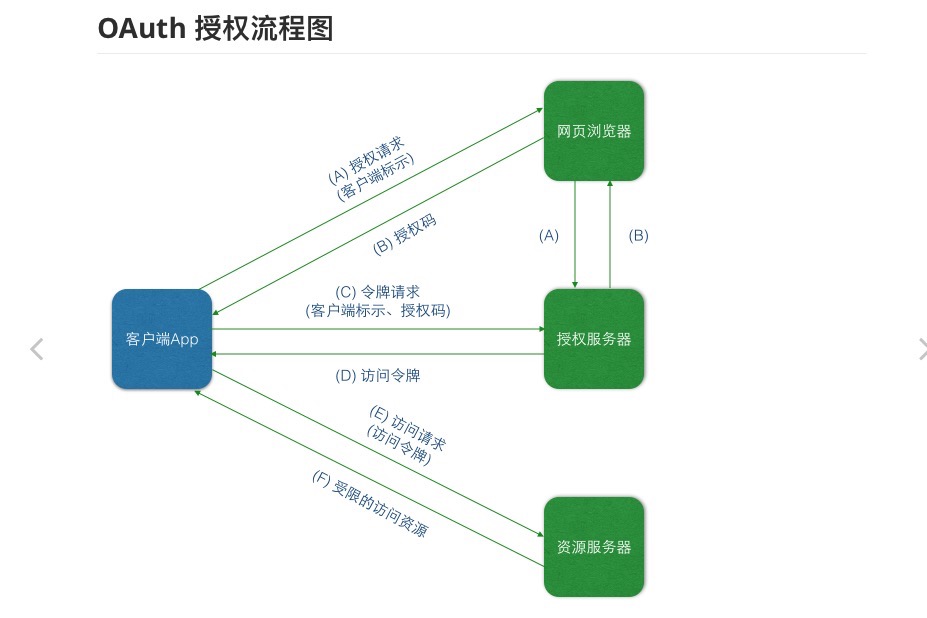 OAuth 授权流程图
网页浏览器
(A) 授权请求
(客户端标示)
(B) 授权码
(A)
(B)
(C) 令牌请求
(客户端标示、授权码)
客户端App
授权服务器
(D) 访问令牌
(E) 访问请求
(访问令牌)
(F) 受限的访问资源
资源服务器